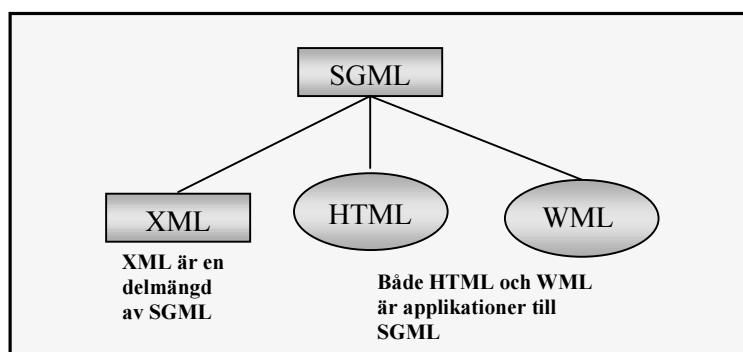 SGML
XML
HTML
WML
XML är en
delmängd
av SGML
Både HTML och WML
är applikationer till
SGML